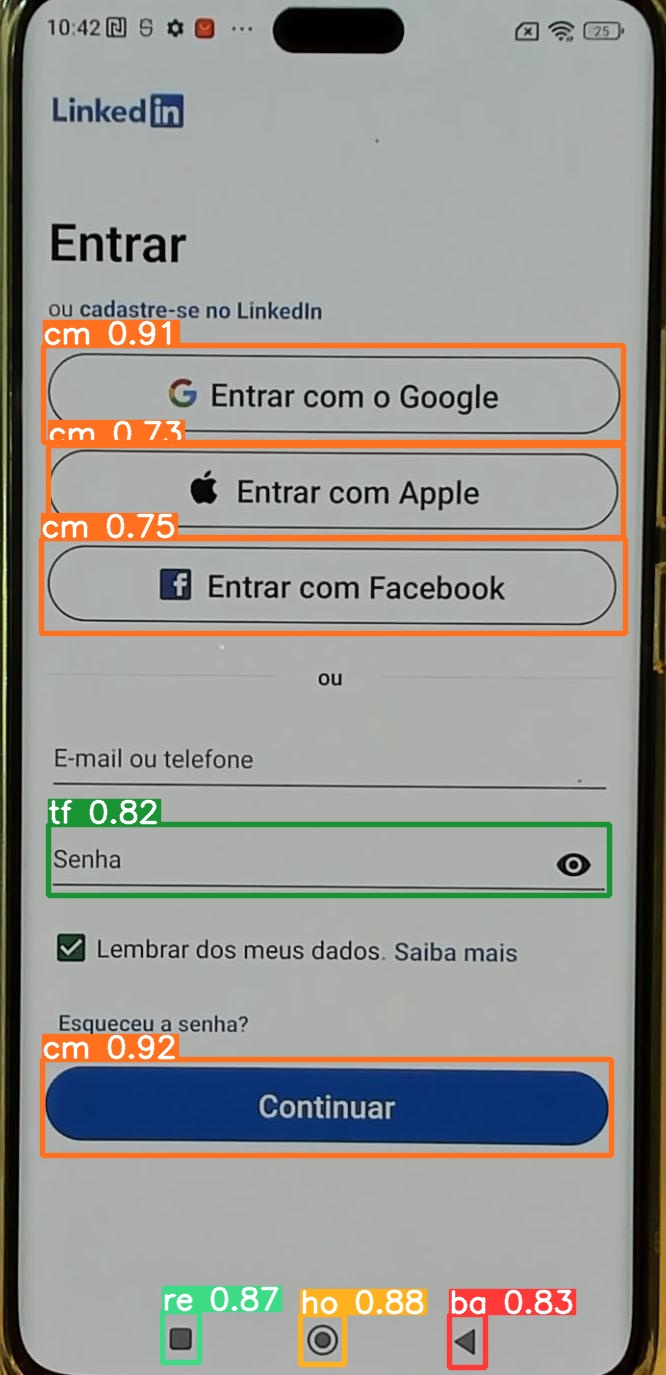 10:42 25
Linked in
Entrar
ou cadastre-se no LinkedIn
cm 0.91
G Entrar com o Google
cm 0.73
Entrar com Apple
cm 0.75
f Entrar com Facebook
ou
E-mail ou telefone
tf 0.82
Senha
Lembrar dos meus dados. Saiba mais
Esqueceu a senha?
cm 0.92
Continuar
re 0.87 ho 0.88 ba 0.83